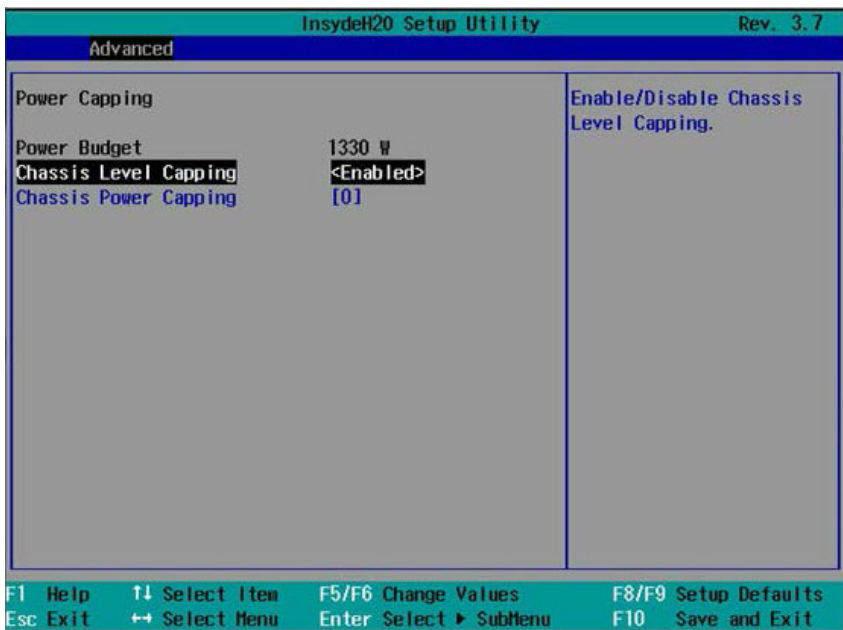 InsydeH20 Setup Utility Rev. 3.7
Advanced
Power Capping
Power Budget 1330 W
Chassis Level Capping <Enabled>
Chassis Power Capping [0]
Enable/Disable Chassis
Level Capping.
F1 Help ↑↓ Select Item F5/F6 Change Values F8/F9 Setup Defaults
Esc Exit ↔ Select Menu Enter Select ▶ SubMenu F10 Save and Exit